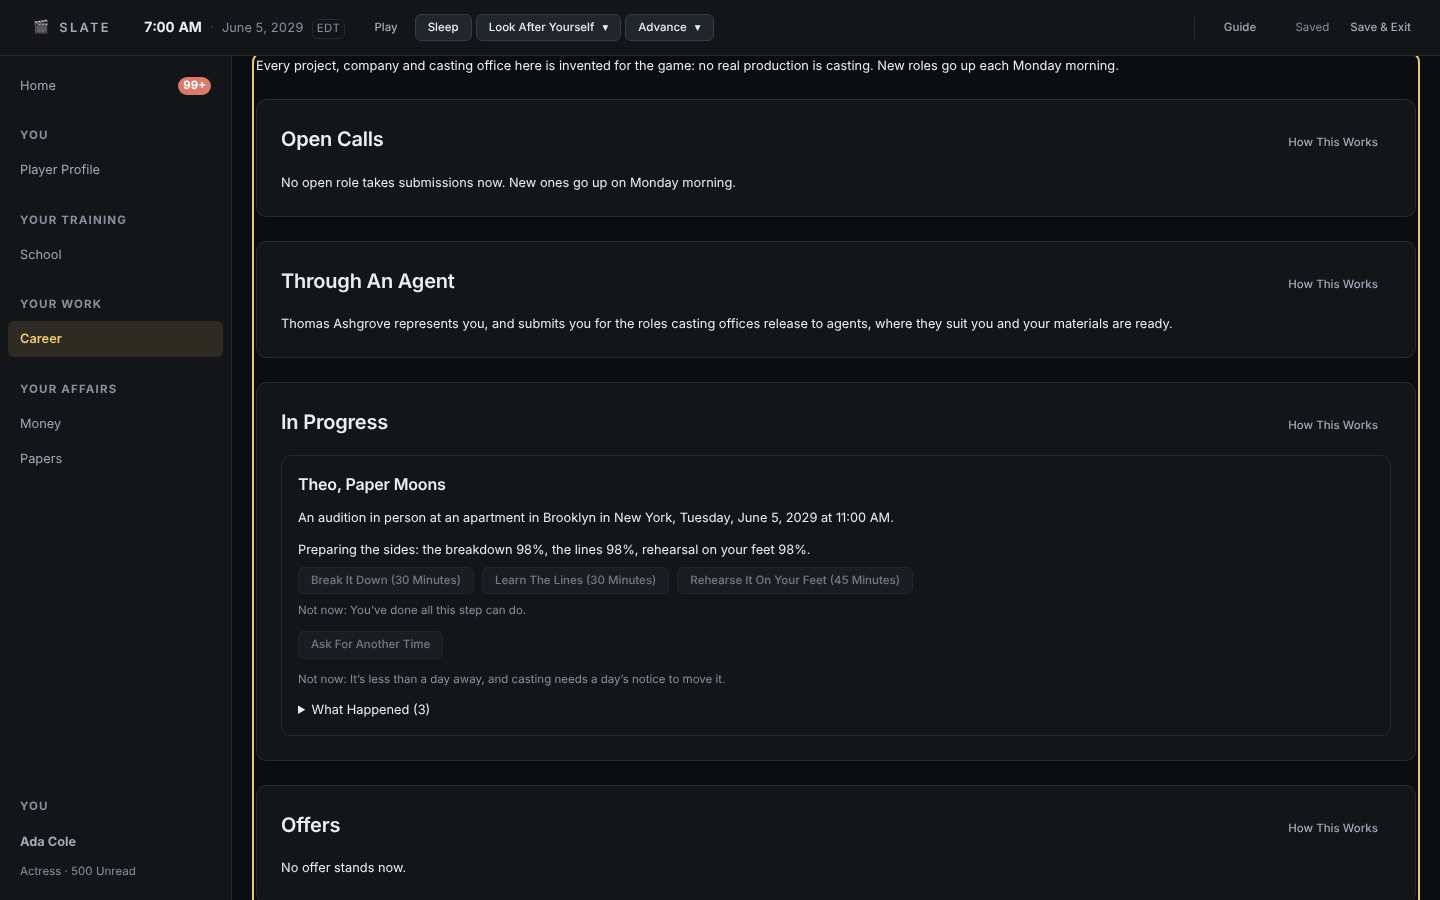 SLATE
7:00 AM · June 5, 2029 EDT
Play
Sleep
Look After Yourself ▾
Advance ▾
Guide
Saved
Save & Exit
Home
99+
YOU
Player Profile
YOUR TRAINING
School
YOUR WORK
Career
YOUR AFFAIRS
Money
Papers
YOU
Ada Cole
Actress · 500 Unread
Every project, company and casting office here is invented for the game: no real production is casting. New roles go up each Monday morning.
Open Calls
How This Works
No open role takes submissions now. New ones go up on Monday morning.
Through An Agent
How This Works
Thomas Ashgrove represents you, and submits you for the roles casting offices release to agents, where they suit you and your materials are ready.
In Progress
How This Works
Theo, Paper Moons
An audition in person at an apartment in Brooklyn in New York, Tuesday, June 5, 2029 at 11:00 AM.
Preparing the sides: the breakdown 98%, the lines 98%, rehearsal on your feet 98%.
Break It Down (30 Minutes)
Learn The Lines (30 Minutes)
Rehearse It On Your Feet (45 Minutes)
Not now: You've done all this step can do.
Ask For Another Time
Not now: It's less than a day away, and casting needs a day's notice to move it.
▶ What Happened (3)
Offers
How This Works
No offer stands now.